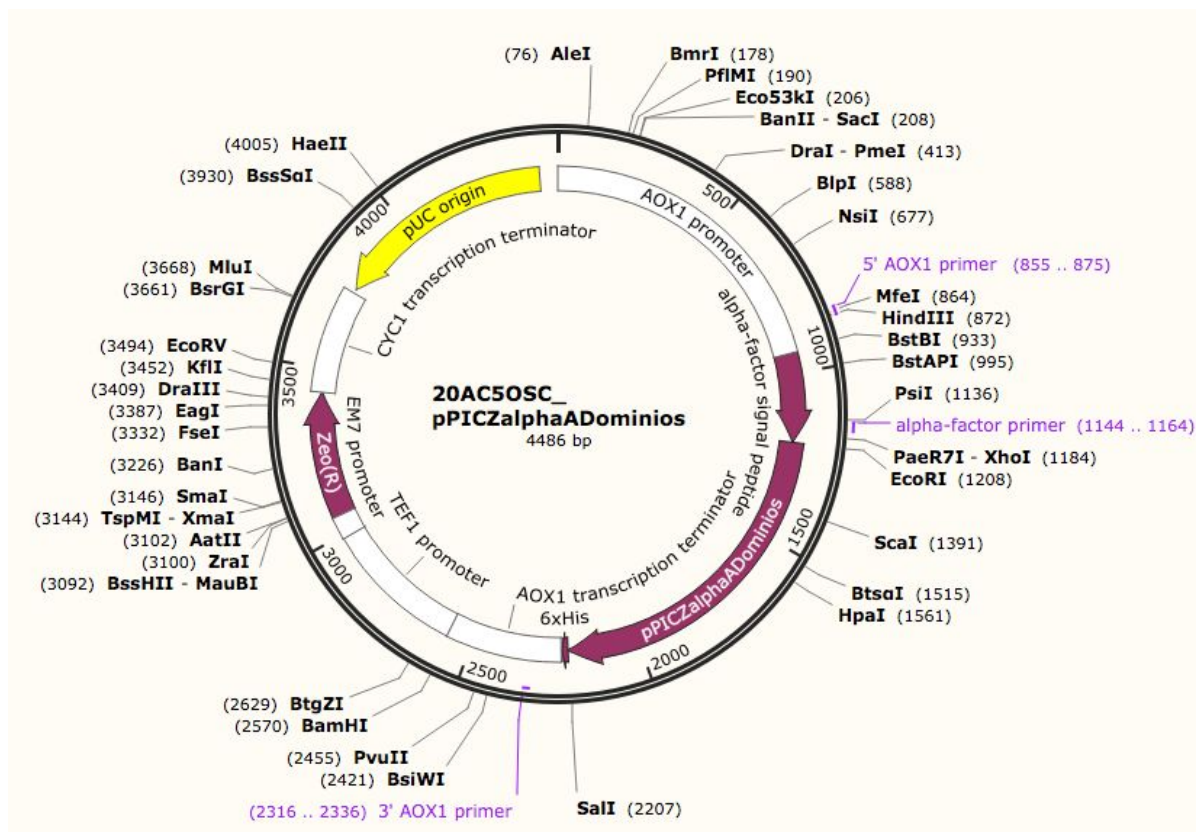 (76) AleI
BmrI (178)
PflMI (190)
Eco53kI (206)
BanII - SacI (208)
DraI - PmeI (413)
BlpI (588)
NsiI (677)
5' AOX1 primer (855 .. 875)
MfeI (864)
HindIII (872)
BstBI (933)
BstAPI (995)
PsiI (1136)
alpha-factor primer (1144 .. 1164)
PaeR7I - XhoI (1184)
EcoRI (1208)
ScaI (1391)
BtsαI (1515)
HpaI (1561)
SalI (2207)
(2316 .. 2336) 3' AOX1 primer
(2421) BsiWI
(2455) PvuII
(2570) BamHI
(2629) BtgZI
(3092) BssHII - MauBI
(3100) ZraI
(3102) AatII
(3144) TspMI - XmaI
(3146) SmaI
(3226) BanI
(3332) FseI
(3387) EagI
(3409) DraIII
(3452) KflI
(3494) EcoRV
(3661) BsrGI
(3668) MluI
(3930) BssSαI
(4005) HaeII
500
1000
1500
2000
2500
3000
3500
4000
AOX1 promoter
alpha-factor signal peptide
pPICZalphaADominios
6xHis
AOX1 transcription terminator
TEF1 promoter
EM7 promoter
Zeo(R)
CYC1 transcription terminator
pUC origin
20AC5OSC_
pPICZalphaADominios
4486 bp